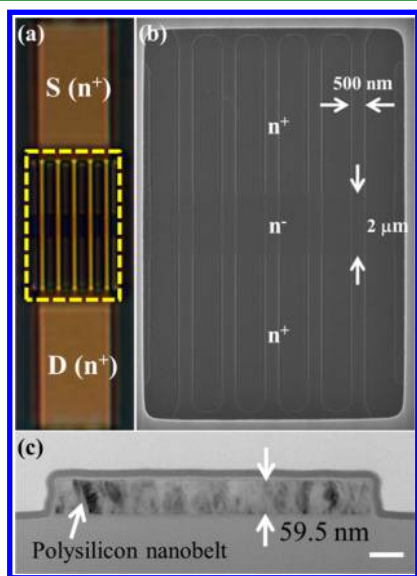 (a)
S (n⁺)
D (n⁺)
(b)
500 nm
n⁺
n⁻
2 μm
n⁺
(c)
59.5 nm
Polysilicon nanobelt